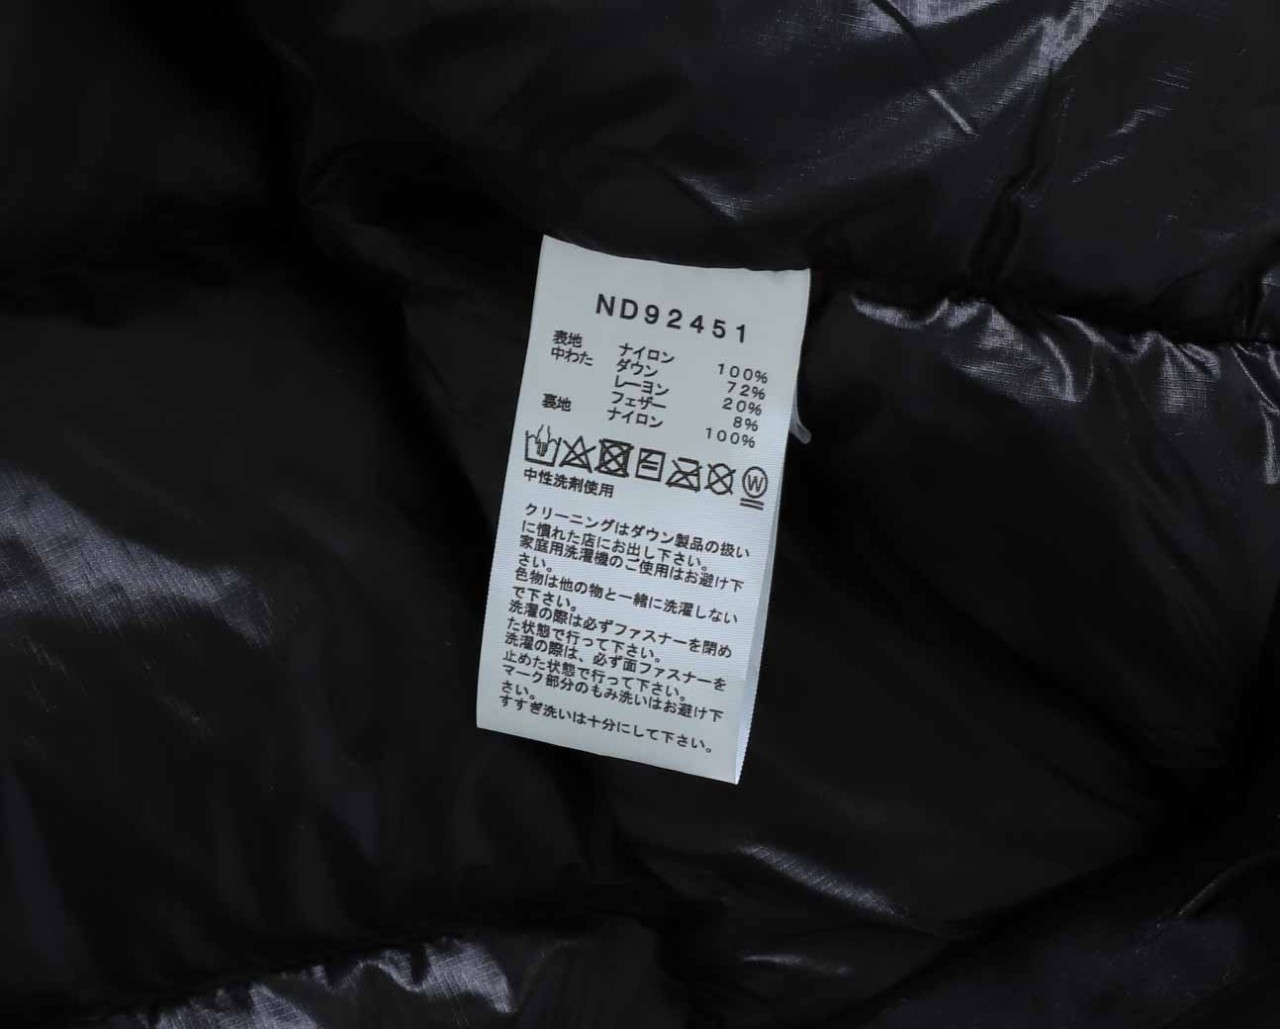 ND92451
表地 ナイロン 100%
中わた ダウン 72%
レーヨン 20%
フェザー 8%
裏地 ナイロン 100%
W
中性洗剤使用
クリーニングはダウン製品の扱い
に慣れた店にお出し下さい。
家庭用洗濯機のご使用はお避け下
さい。
色物は他の物と一緒に洗濯しない
で下さい。
洗濯の際は必ずファスナーを閉め
た状態で行って下さい。
洗濯の際は、必ず面ファスナーを
止めた状態で行って下さい。
マーク部分のもみ洗いはお避け下
さい。
すすぎ洗いは十分にして下さい。